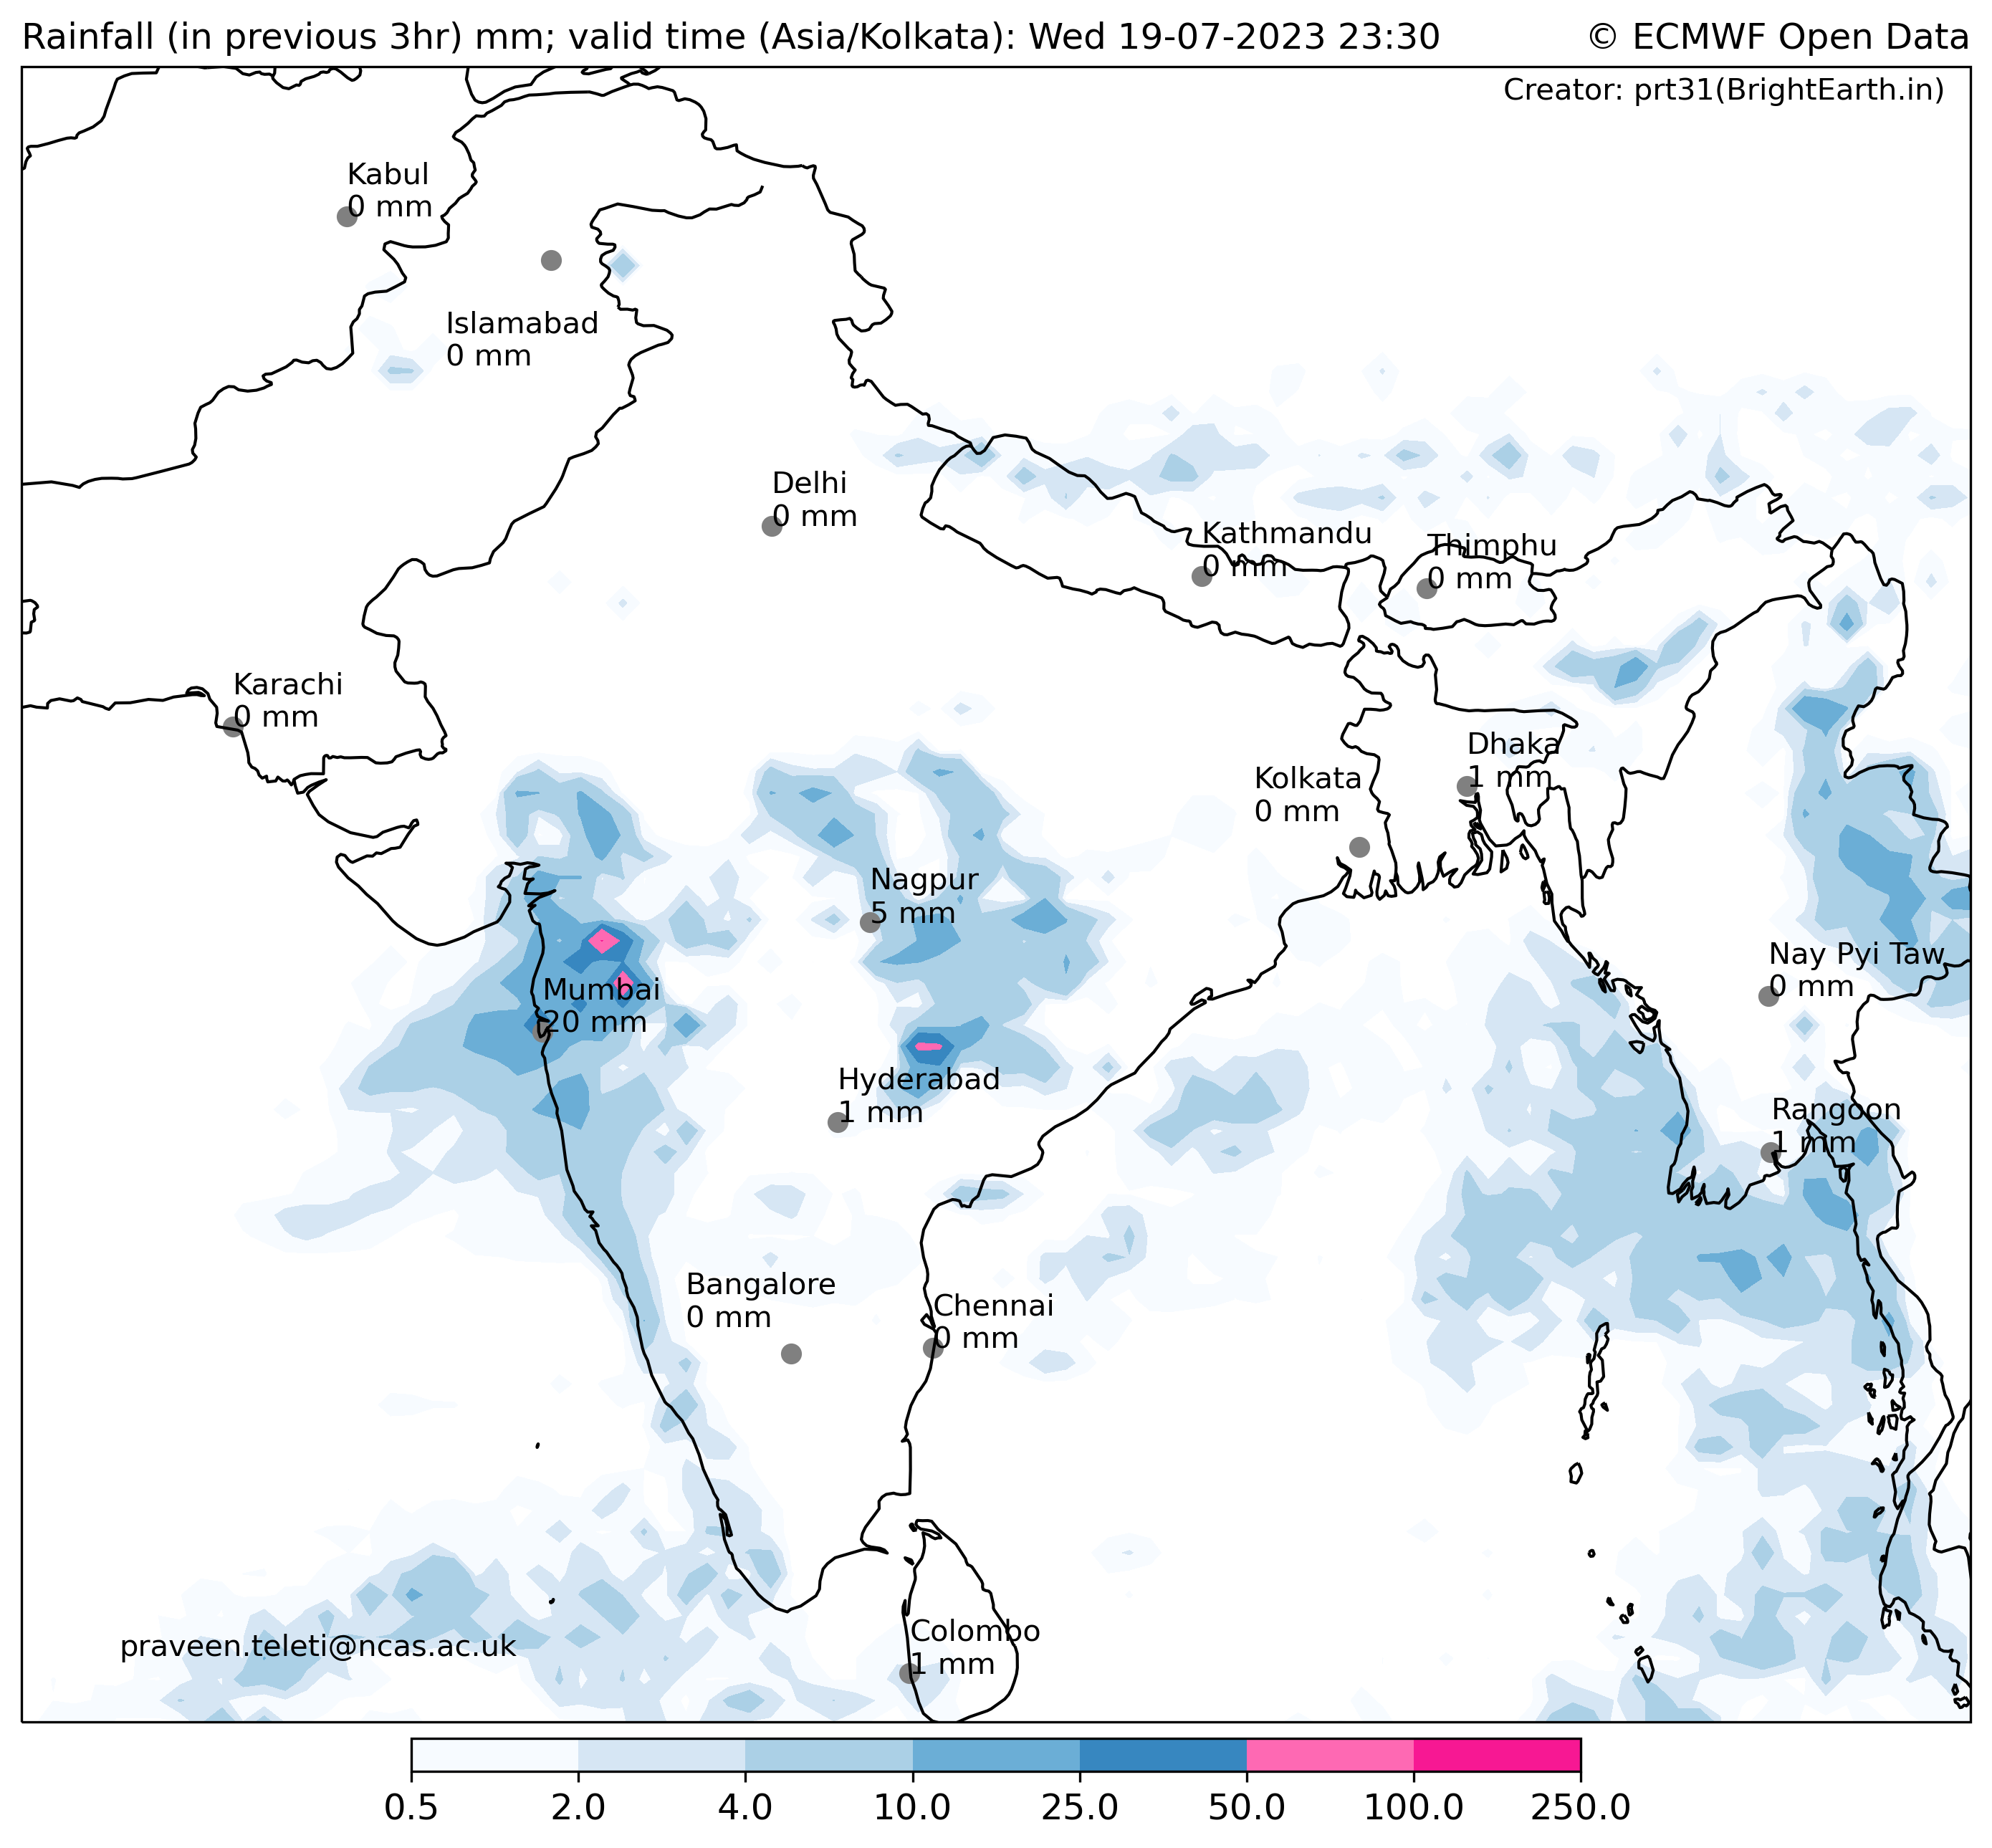 Rainfall (in previous 3hr) mm; valid time (Asia/Kolkata): Wed 19-07-2023 23:30
© ECMWF Open Data
Creator: prt31(BrightEarth.in)
Kabul
0 mm
Islamabad
0 mm
Delhi
0 mm
Kathmandu
0 mm
Thimphu
0 mm
Karachi
0 mm
Dhaka
1 mm
Kolkata
0 mm
Nagpur
5 mm
Nay Pyi Taw
0 mm
Mumbai
20 mm
Hyderabad
1 mm
Rangoon
1 mm
Bangalore
0 mm
Chennai
0 mm
Colombo
1 mm
praveen.teleti@ncas.ac.uk
0.5 2.0 4.0 10.0 25.0 50.0 100.0 250.0